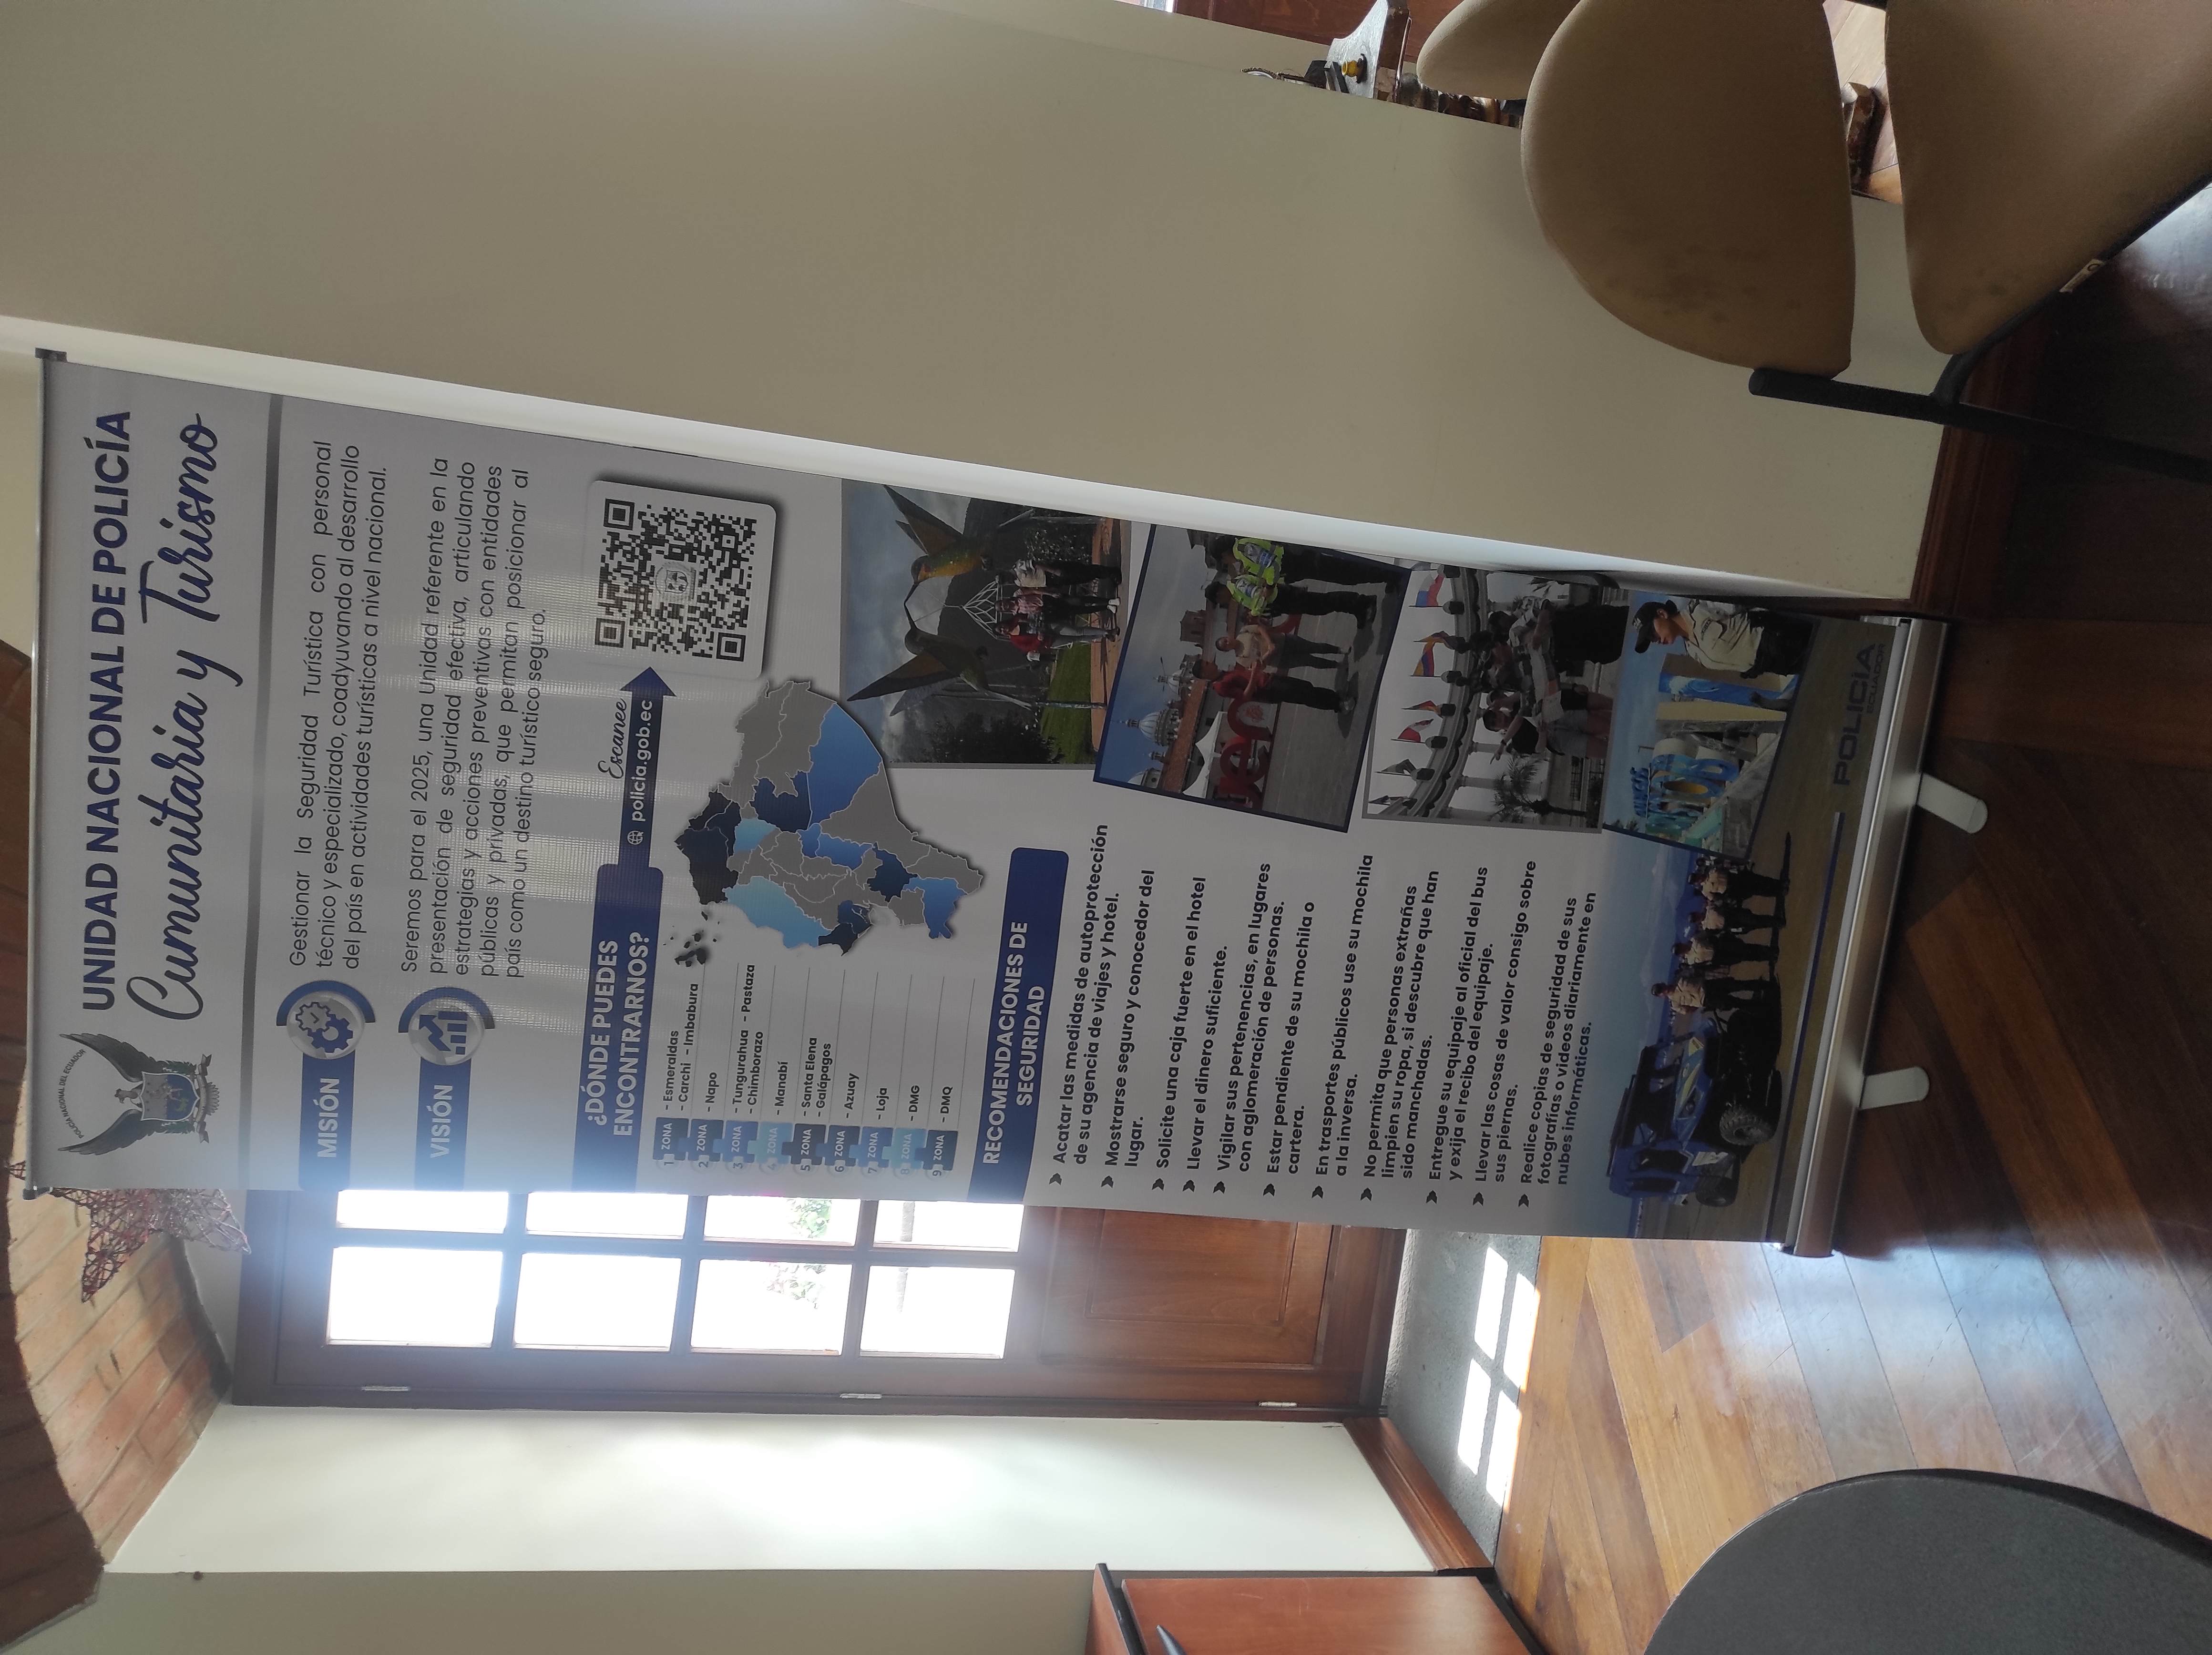 POLICÍA NACIONAL DEL ECUADOR
UNIDAD NACIONAL DE POLICÍA
Cumunitaria y Turismo
MISIÓN
Gestionar la Seguridad Turística con personal
técnico y especializado, coadyuvando al desarrollo
del país en actividades turísticas a nivel nacional.
VISIÓN
Seremos para el 2025, una Unidad referente en la
presentación de seguridad efectiva, articulando
estrategias y acciones preventivas con entidades
públicas y privadas, que permitan posicionar al
país como un destino turístico seguro.
¿DÓNDE PUEDES
ENCONTRARNOS?
Escanee
policia.gob.ec
1 ZONA - Esmeraldas
- Carchi - Imbabura
2 ZONA - Napo
3 ZONA - Tungurahua - Pastaza
- Chimborazo
4 ZONA - Manabí
5 ZONA - Santa Elena
- Galápagos
6 ZONA - Azuay
7 ZONA - Loja
8 ZONA - DMG
9 ZONA - DMQ
RECOMENDACIONES DE
SEGURIDAD
Acatar las medidas de autoprotección
de su agencia de viajes y hotel.
Mostrarse seguro y conocedor del
lugar.
Solicite una caja fuerte en el hotel
Llevar el dinero suficiente.
Vigilar sus pertenencias, en lugares
con aglomeración de personas.
Estar pendiente de su mochila o
cartera.
En trasportes públicos use su mochila
a la inversa.
No permita que personas extrañas
limpien su ropa, si descubre que han
sido manchadas.
Entregue su equipaje al oficial del bus
y exija el recibo del equipaje.
Llevar las cosas de valor consigo sobre
sus piernas.
Realice copias de seguridad de sus
fotografías o videos diariamente en
nubes informáticas.
POLICÍA
ECUADOR